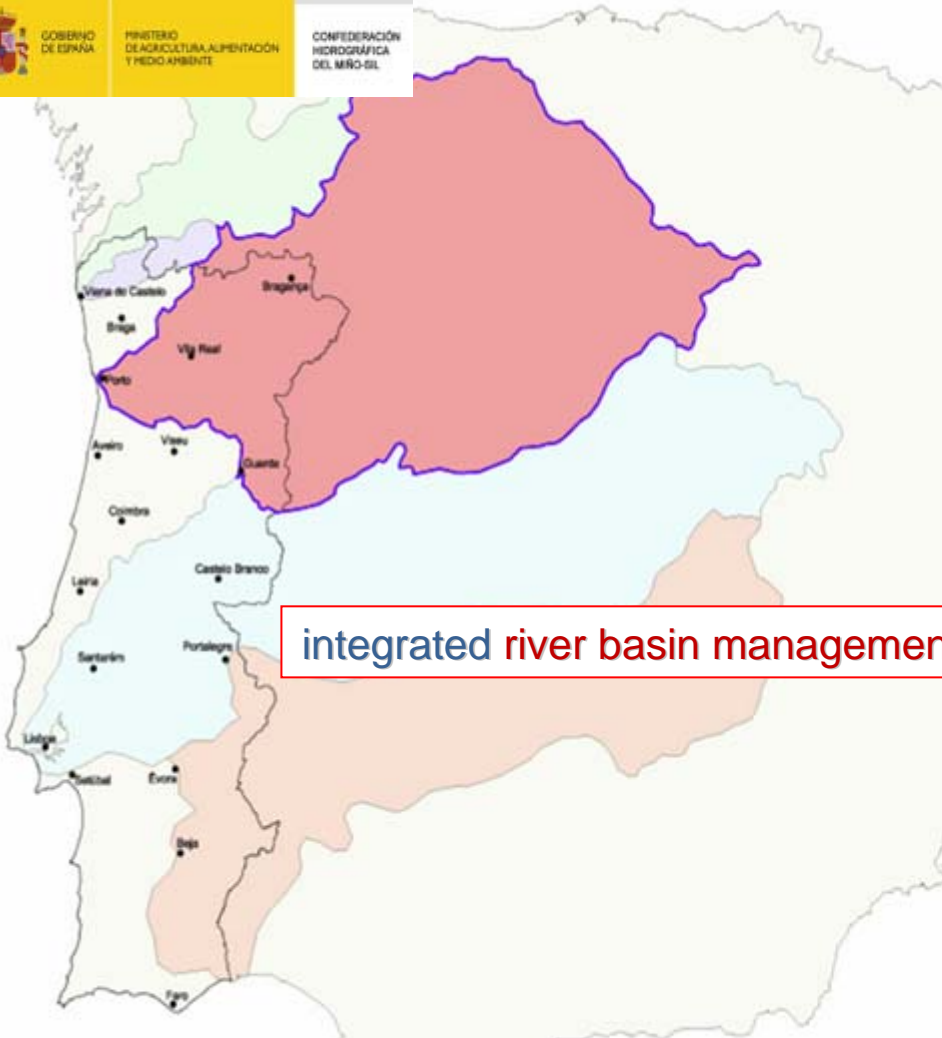 GOBIERNO
DE ESPAÑA
MINISTERIO
DE AGRICULTURA, ALIMENTACIÓN
Y MEDIO AMBIENTE
CONFEDERACIÓN
HIDROGRÁFICA
DEL MIÑO-SIL
Viana do Castelo
Bragança
Braga
Vila Real
Porto
Aveiro
Viseu
Guarda
Coimbra
Castelo Branco
Leiria
integrated river basin managemen
Portalegre
Santarém
Lisboa
Setúbal
Évora
Beja
Faro